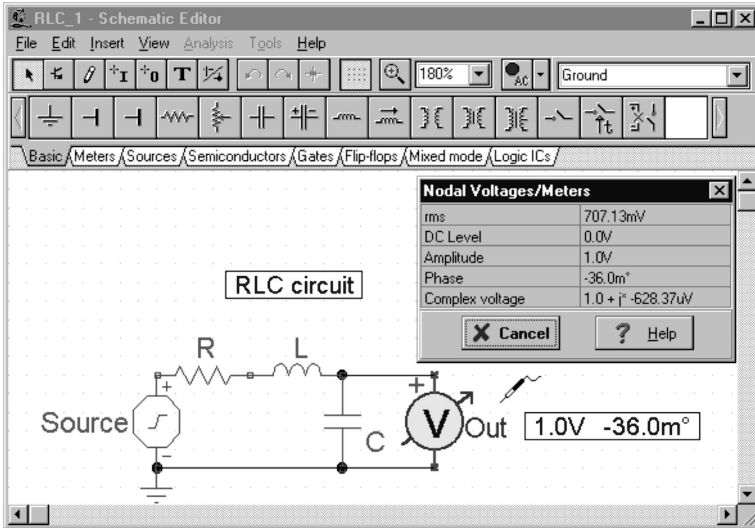 RLC_1 - Schematic Editor
File Edit Insert View Analysis Tools Help
I 0 T 180% AC Ground
t
Basic Meters Sources Semiconductors Gates Flip-flops Mixed mode Logic ICs
Nodal Voltages/Meters
rms 707.13mV
DC Level 0.0V
Amplitude 1.0V
Phase -36.0m°
Complex voltage 1.0 + j* -628.37uV
Cancel Help
RLC circuit
R L
+ +
Source C V Out 1.0V -36.0m°
-